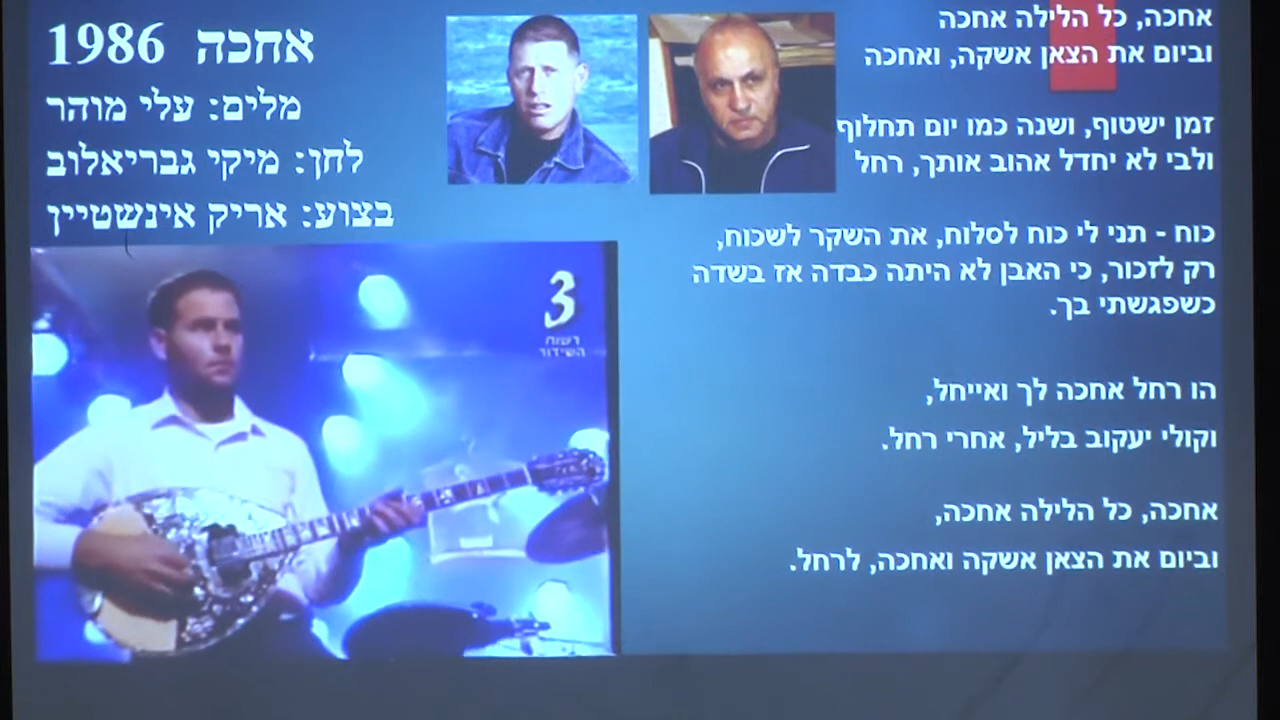 אחכה 1986
מלים: עלי מוהר
לחן: מיקי גבריאלוב
בצוע: אריק אינשטיין
אחכה, כל הלילה אחכה
וביום את הצאן אשקה, ואחכה
זמן ישטוף, ושנה כמו יום תחלוף
ולבי לא יחדל אהוב אותך, רחל
כוח - תני לי כוח לסלוח, את השקר לשכוח,
רק לזכור, כי האבן לא היתה כבדה אז בשדה
כשפגשתי בך.
הו רחל אחכה לך ואייחל,
וקולי יעקוב בליל, אחרי רחל.
אחכה, כל הלילה אחכה,
וביום את הצאן אשקה ואחכה, לרחל.
3
רשות
השידור